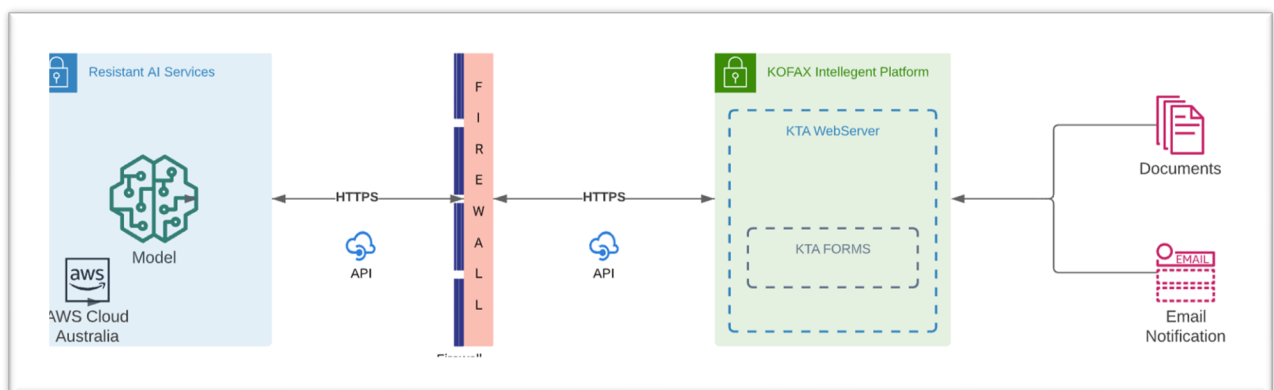 Resistant AI Services
Model
aws
AWS Cloud
Australia
HTTPS
API
F
I
R
E
W
A
L
L
HTTPS
API
KOFAX Intellegent Platform
KTA WebServer
KTA FORMS
Documents
EMAIL
Email
Notification